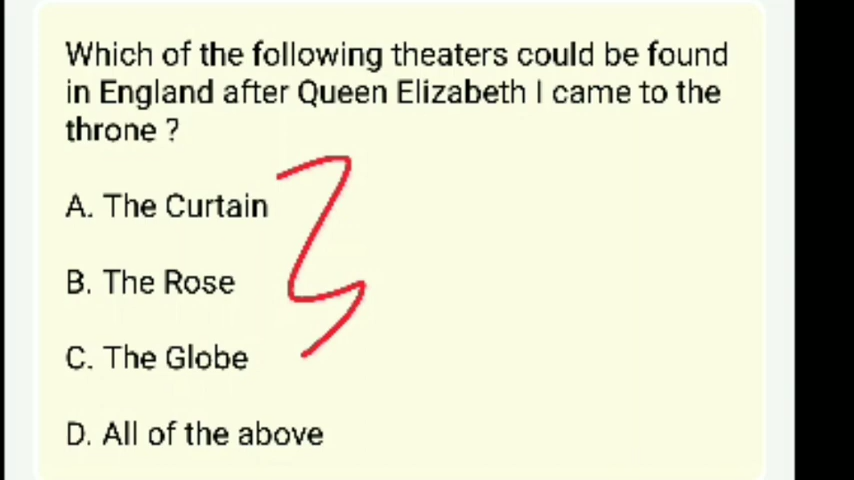 Which of the following theaters could be found
in England after Queen Elizabeth I came to the
throne ?
A. The Curtain
B. The Rose
C. The Globe
D. All of the above